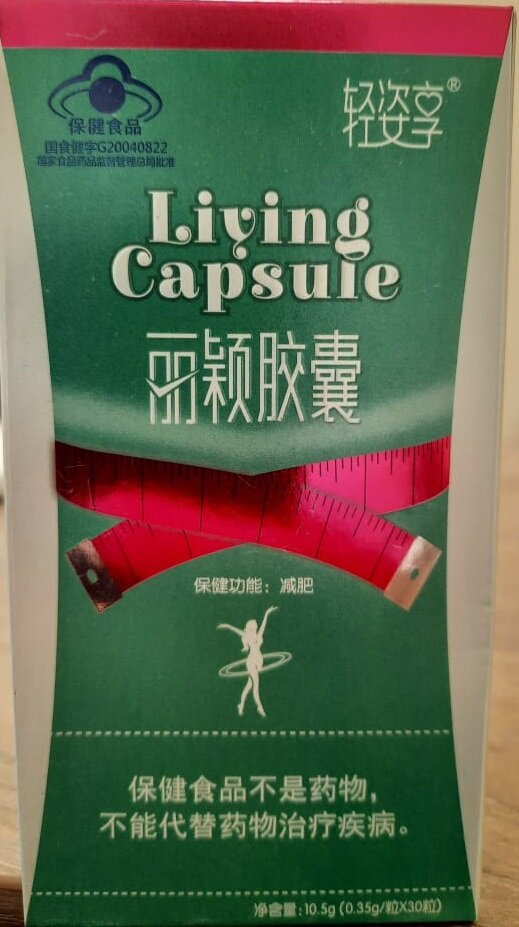 保健食品
国食健字G20040822
国家食品药品监督管理总局批准
轻姿享®
Liying
Capsule
丽颖胶囊
保健功能：减肥
保健食品不是药物，
不能代替药物治疗疾病。
净含量：10.5g（0.35g/粒X30粒）